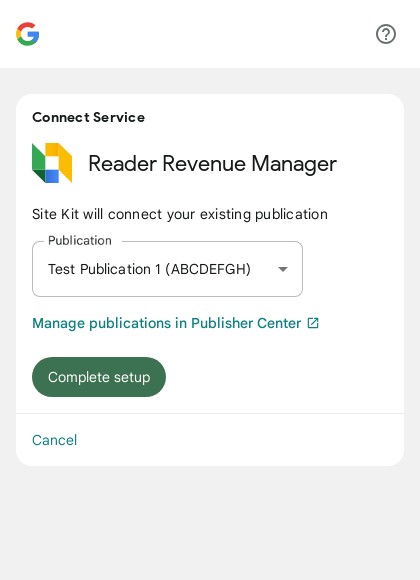 Connect Service
Reader Revenue Manager
Site Kit will connect your existing publication
Publication
Test Publication 1 (ABCDEFGH)
Manage publications in Publisher Center
Complete setup
Cancel